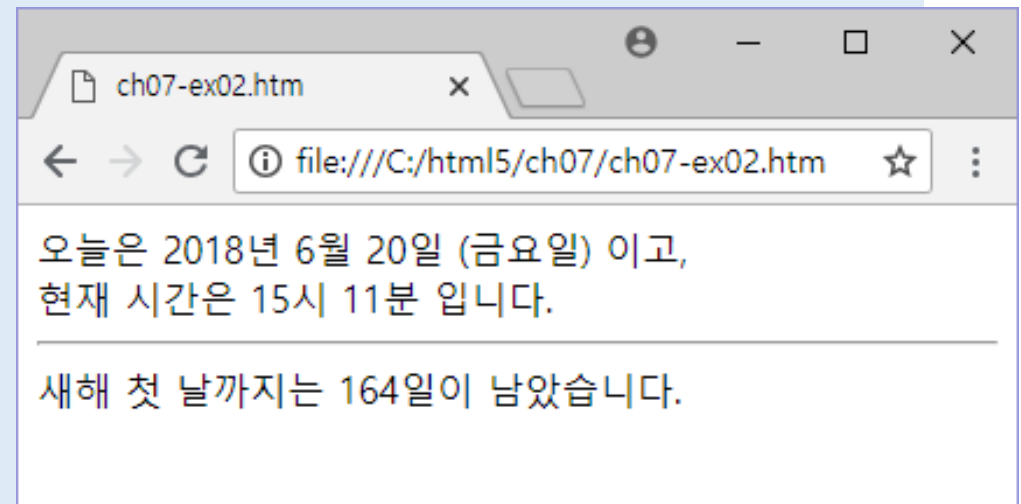 ch07-ex02.htm
file:///C:/html5/ch07/ch07-ex02.htm
오늘은 2018년 6월 20일 (금요일) 이고,
현재 시간은 15시 11분 입니다.
새해 첫 날까지는 164일이 남았습니다.